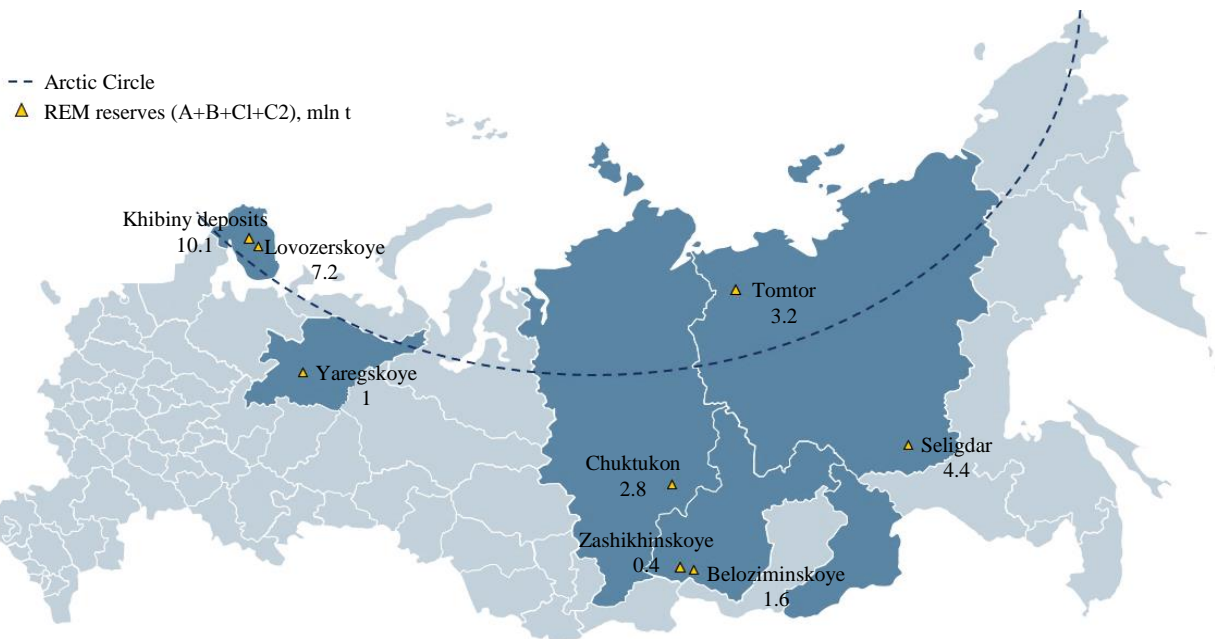 Arctic Circle
REM reserves (A+B+Cl+C2), mln t
Khibiny deposits
10.1
Lovozerskoye
7.2
Tomtor
3.2
Yaregskoye
1
Seligdar
4.4
Chuktukon
2.8
Zashikhinskoye
0.4
Beloziminskoye
1.6